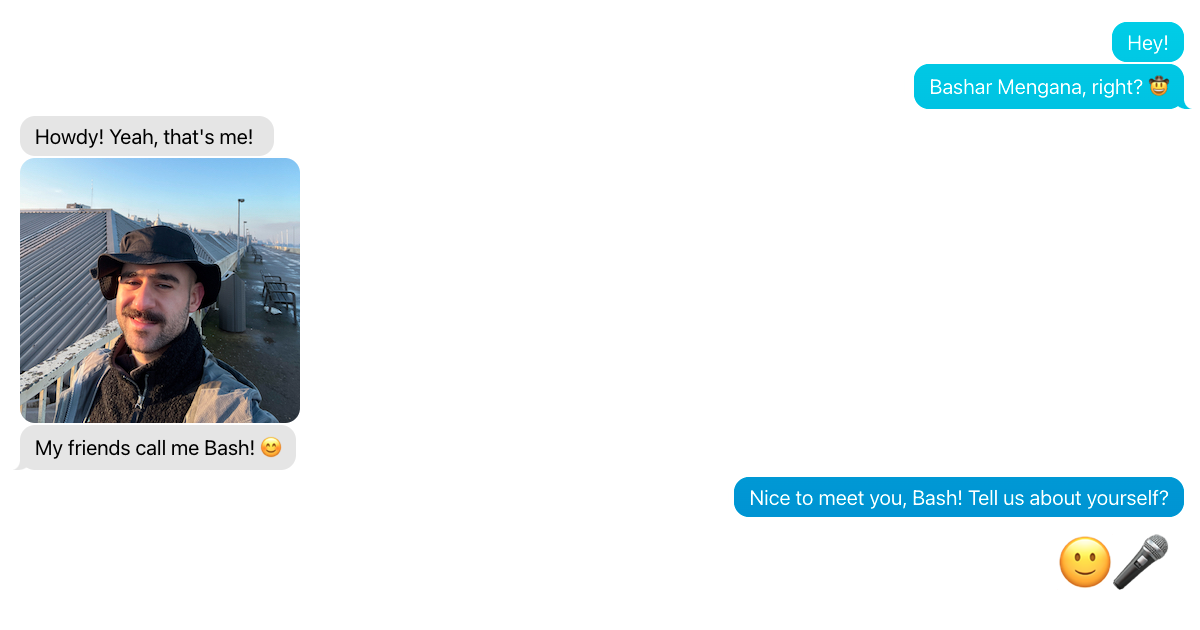 Hey!
Bashar Mengana, right? 🤠
Howdy! Yeah, that's me!
My friends call me Bash! 😊
Nice to meet you, Bash! Tell us about yourself?
🙂🎤